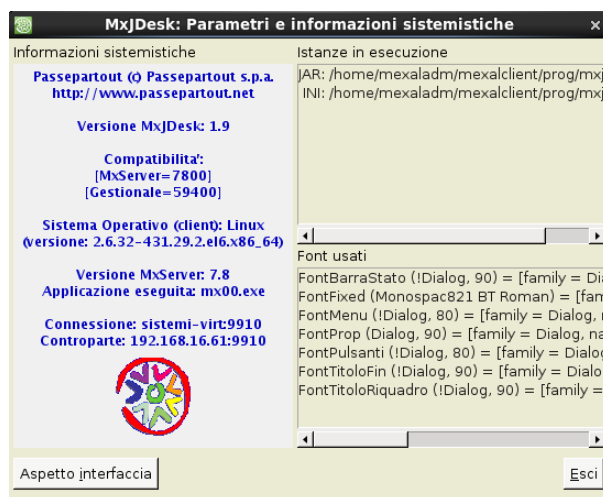 MxJDesk: Parametri e informazioni sistemistiche
Informazioni sistemistiche
Passepartout (c) Passepartout s.p.a.
http://www.passepartout.net
Versione MxJDesk: 1.9
Compatibilita':
[MxServer=7800]
[Gestionale=59400]
Sistema Operativo (client): Linux
(versione: 2.6.32-431.29.2.el6.x86_64)
Versione MxServer: 7.8
Applicazione eseguita: mx00.exe
Connessione: sistemi-virt:9910
Controparte: 192.168.16.61:9910
Istanze in esecuzione
JAR: /home/mexaladm/mexalclient/prog/mxj
INI: /home/mexaladm/mexalclient/prog/mxj
Font usati
FontBarraStato (!Dialog, 90) = [family = Dia
FontFixed (Monospac821 BT Roman) = [fam
FontMenu (!Dialog, 80) = [family = Dialog, 
FontProp (Dialog, 90) = [family = Dialog, na
FontPulsanti (!Dialog, 80) = [family = Dialog
FontTitoloFin (!Dialog, 90) = [family = Dialo
FontTitoloRiquadro (!Dialog, 90) = [family =
Aspetto interfaccia
Esci